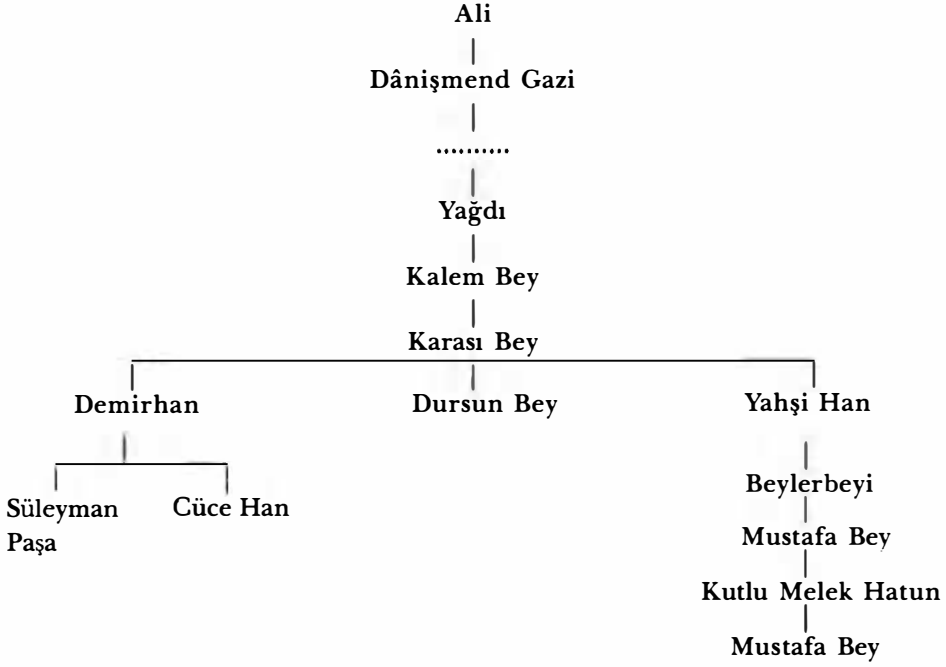 Ali
Dânişmend Gazi
..........
Yağdı
Kalem Bey
Karası Bey
Demirhan Dursun Bey Yahşi Han
Beylerbeyi
Süleyman Cüce Han
Paşa
Mustafa Bey
Kutlu Melek Hatun
Mustafa Bey